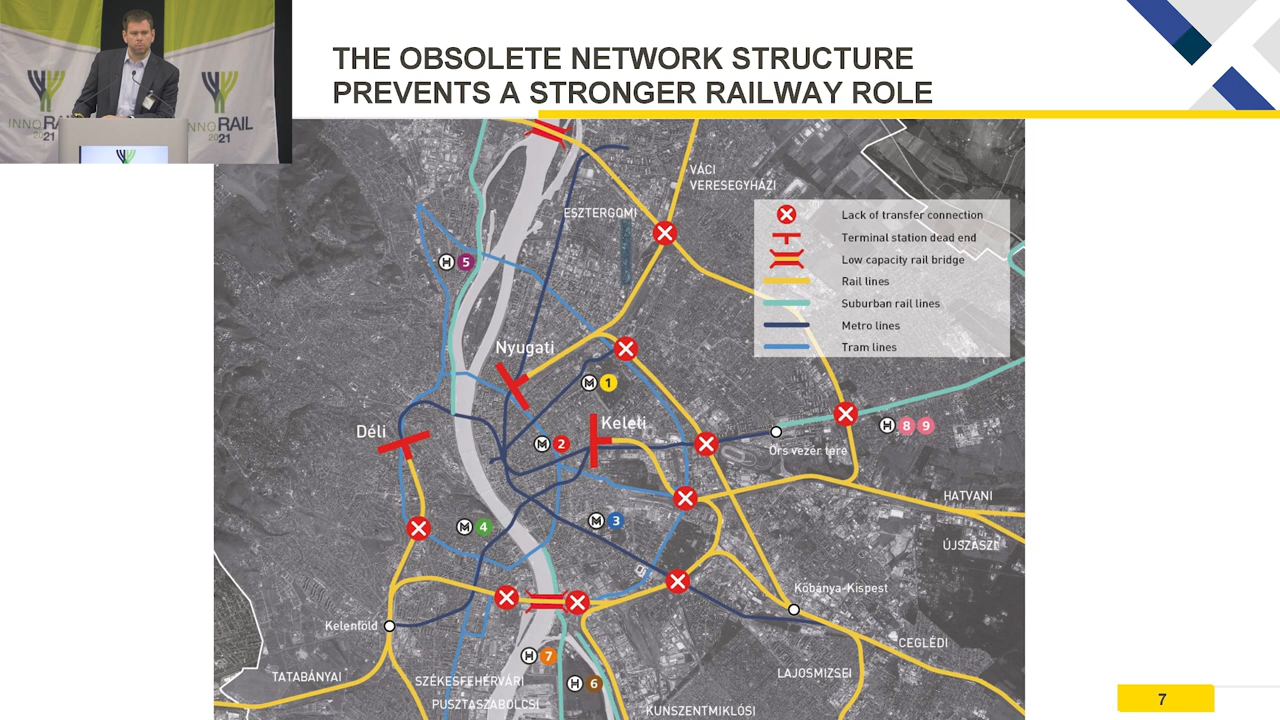 INNORAIL
2021
INNORAIL
2021
THE OBSOLETE NETWORK STRUCTURE
PREVENTS A STRONGER RAILWAY ROLE
VÁCI
VERESEGYHÁZI
ESZTERGOMI
Lack of transfer connection
Terminal station dead end
Low capacity rail bridge
Rail lines
Suburban rail lines
Metro lines
Tram lines
H 5
Nyugati
M 1
Keleti
Déli
M 2
H 8 9
Örs vezér tere
HATVANI
M 4
M 3
ÚJSZÁSZI
Kőbánya-Kispest
Kelenföld
CEGLÉDI
H 7
TATABÁNYAI
SZÉKESFEHÉRVÁRI
H 6
LAJOSMIZSEI
PUSZTASZABOLCSI
KUNSZENTMIKLÓSI
7